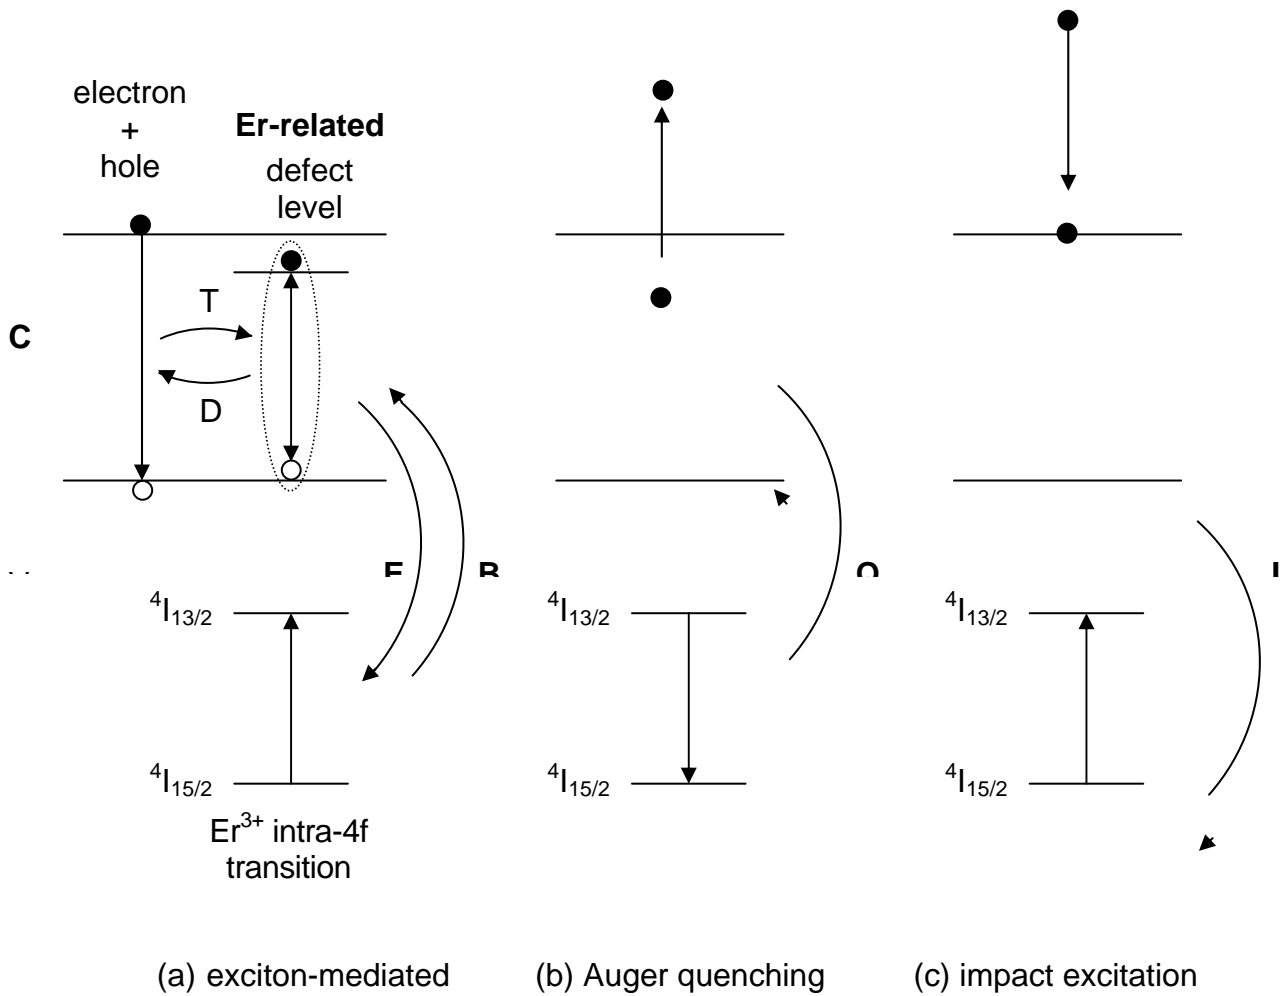 electron
+
hole
Er-related
defect
level
T
C
D
⁴I₁₃/₂
⁴I₁₃/₂
⁴I₁₃/₂
⁴I₁₅/₂
⁴I₁₅/₂
⁴I₁₅/₂
Er³⁺ intra-4f
transition
(a) exciton-mediated
(b) Auger quenching
(c) impact excitation